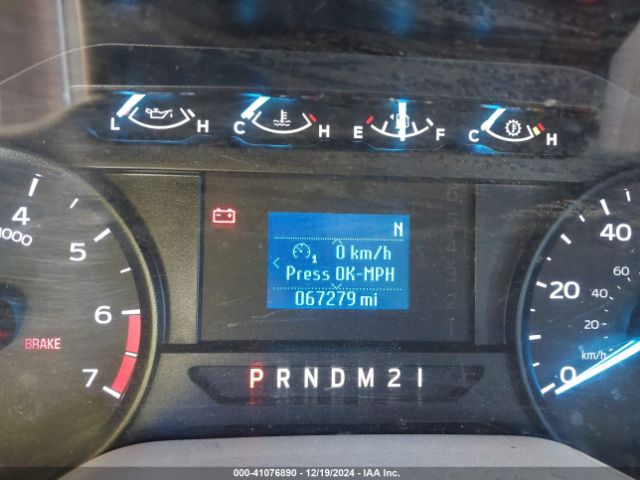 L H C H E F C H
4
x1000
5
6
7
BRAKE
N
0 km/h
1
Press OK-MPH
067279 mi
PRNDM21
40
60
20
40
20
km/h
0
000-41076890 - 12/19/2024 - IAA Inc.